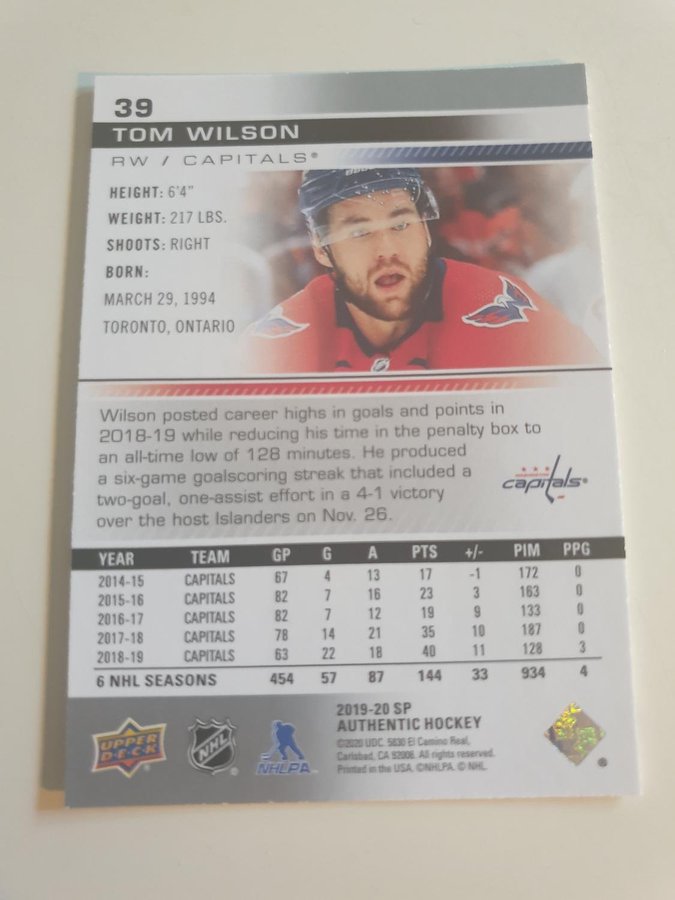 39
TOM WILSON
RW / CAPITALS®
HEIGHT: 6'4"
WEIGHT: 217 LBS.
SHOOTS: RIGHT
BORN:
MARCH 29, 1994
TORONTO, ONTARIO
Wilson posted career highs in goals and points in
2018-19 while reducing his time in the penalty box to
an all-time low of 128 minutes. He produced
a six-game goalscoring streak that included a
two-goal, one-assist effort in a 4-1 victory
over the host Islanders on Nov. 26.
capitals®
YEAR TEAM GP G A PTS +/- PIM PPG
2014-15 CAPITALS 67 4 13 17 -1 172 0
2015-16 CAPITALS 82 7 16 23 3 163 0
2016-17 CAPITALS 82 7 12 19 9 133 0
2017-18 CAPITALS 78 14 21 35 10 187 0
2018-19 CAPITALS 63 22 18 40 11 128 3
6 NHL SEASONS 454 57 87 144 33 934 4
UPPER DECK®
NHL
NHLPA
2019-20 SP
AUTHENTIC HOCKEY
©2020 UDC. 5830 El Camino Real,
Carlsbad, CA 92008. All rights reserved.
Printed in the USA. ©NHLPA. © NHL.
®